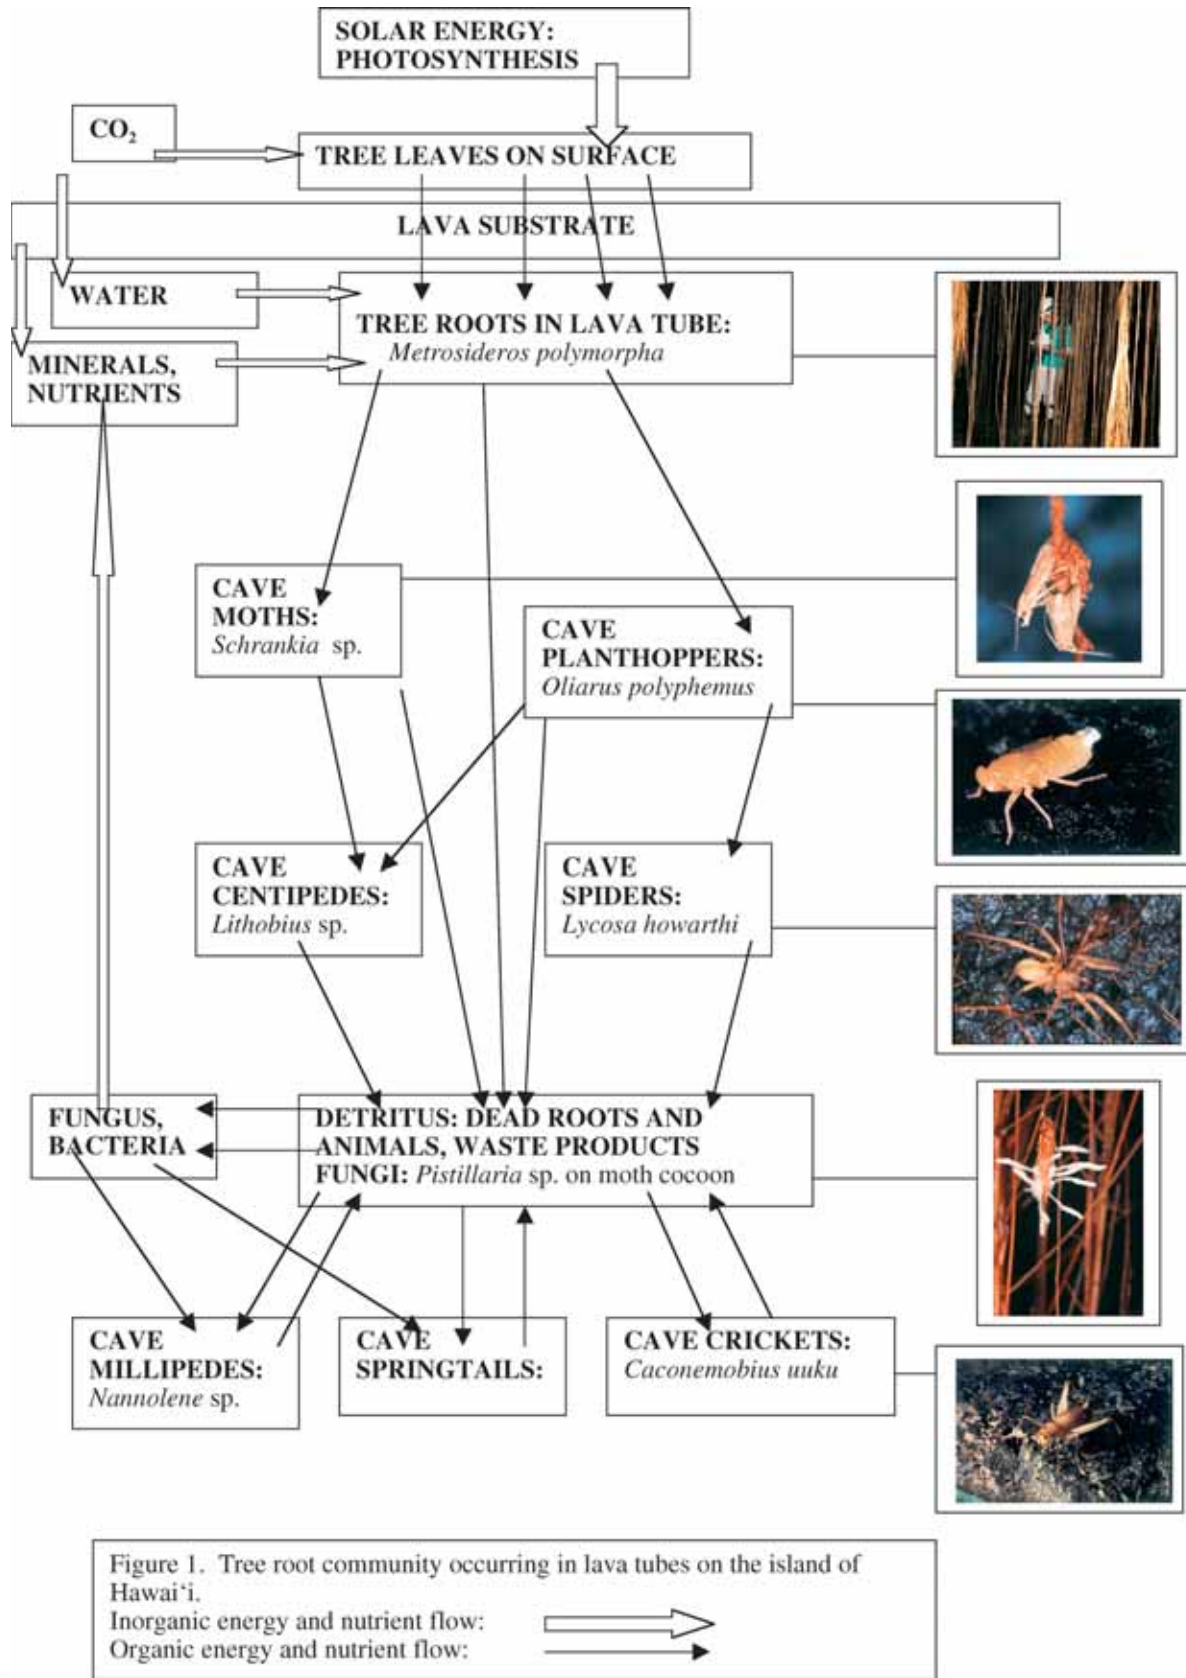 SOLAR ENERGY:
PHOTOSYNTHESIS
CO₂
TREE LEAVES ON SURFACE
LAVA SUBSTRATE
WATER
TREE ROOTS IN LAVA TUBE:
Metrosideros polymorpha
MINERALS,
NUTRIENTS
CAVE
MOTHS:
Schrankia sp.
CAVE
PLANTHOPPERS:
Oliarus polyphemus
CAVE
CENTIPEDES:
Lithobius sp.
CAVE
SPIDERS:
Lycosa howarthi
FUNGUS,
BACTERIA
DETRITUS: DEAD ROOTS AND
ANIMALS, WASTE PRODUCTS
FUNGI: Pistillaria sp. on moth cocoon
CAVE
MILLIPEDES:
Nannolene sp.
CAVE
SPRINGTAILS:
CAVE CRICKETS:
Caconemobius uuku
Figure 1. Tree root community occurring in lava tubes on the island of
Hawai‘i.
Inorganic energy and nutrient flow:
Organic energy and nutrient flow: